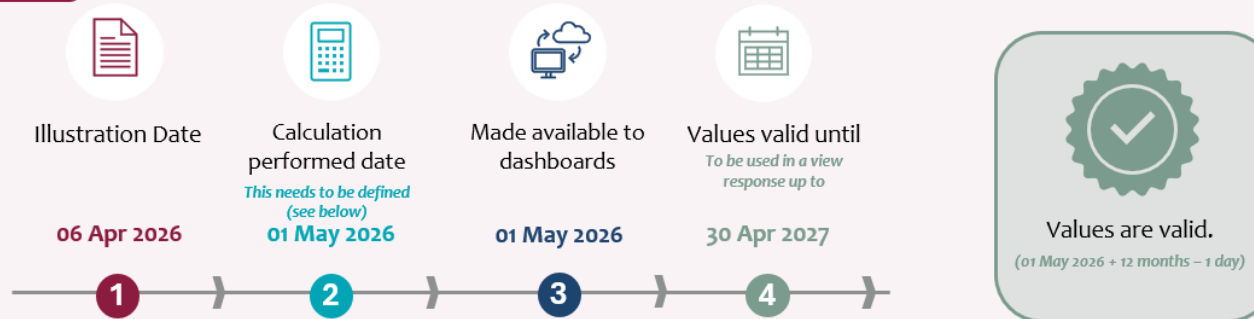 Illustration Date
06 Apr 2026
1
Calculation
performed date
This needs to be defined
(see below)
01 May 2026
2
Made available to
dashboards
01 May 2026
3
Values valid until
To be used in a view
response up to
30 Apr 2027
4
Values are valid.
(01 May 2026 + 12 months – 1 day)